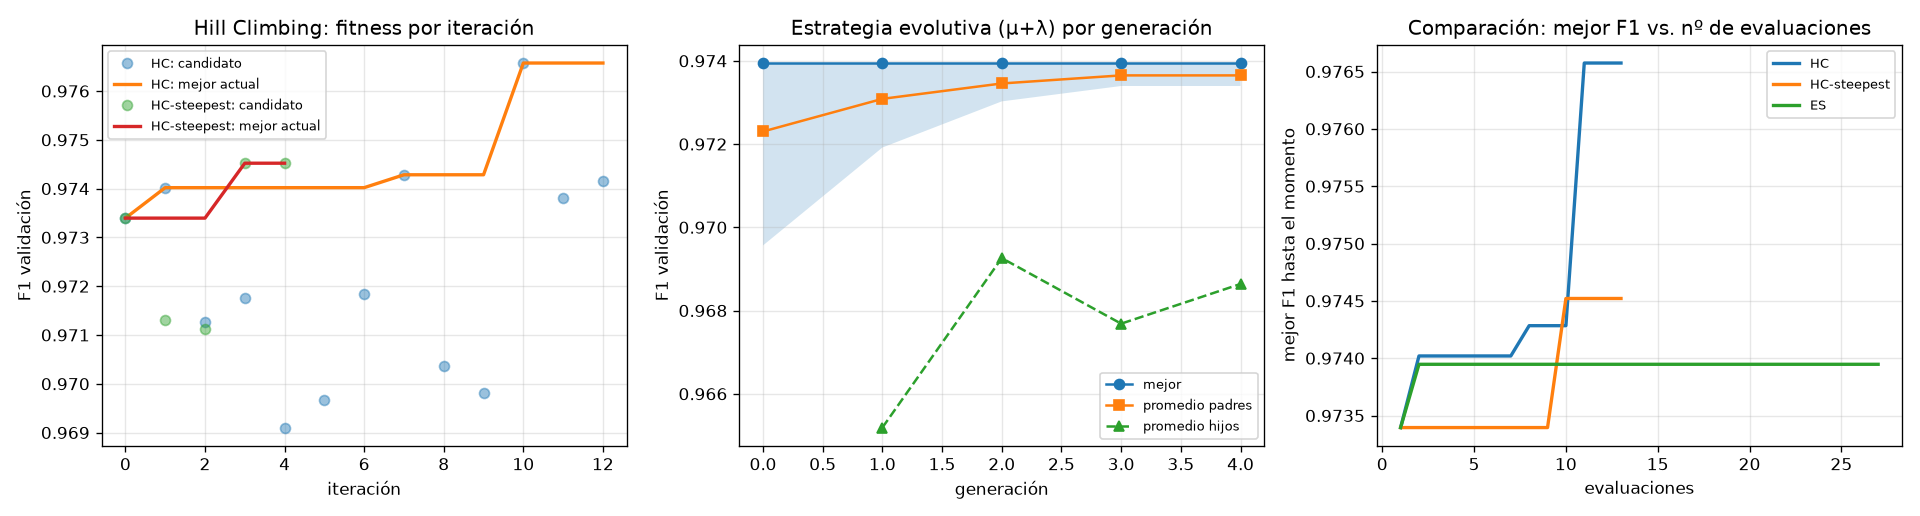 Hill Climbing: fitness por iteración
HC: candidato
HC: mejor actual
HC-steepest: candidato
HC-steepest: mejor actual
F1 validación
0.976
0.975
0.974
0.973
0.972
0.971
0.970
0.969
0 2 4 6 8 10 12
iteración
Estrategia evolutiva (μ+λ) por generación
F1 validación
0.974
0.972
0.970
0.968
0.966
mejor
promedio padres
promedio hijos
0.0 0.5 1.0 1.5 2.0 2.5 3.0 3.5 4.0
generación
Comparación: mejor F1 vs. nº de evaluaciones
HC
HC-steepest
ES
mejor F1 hasta el momento
0.9765
0.9760
0.9755
0.9750
0.9745
0.9740
0.9735
0 5 10 15 20 25
evaluaciones